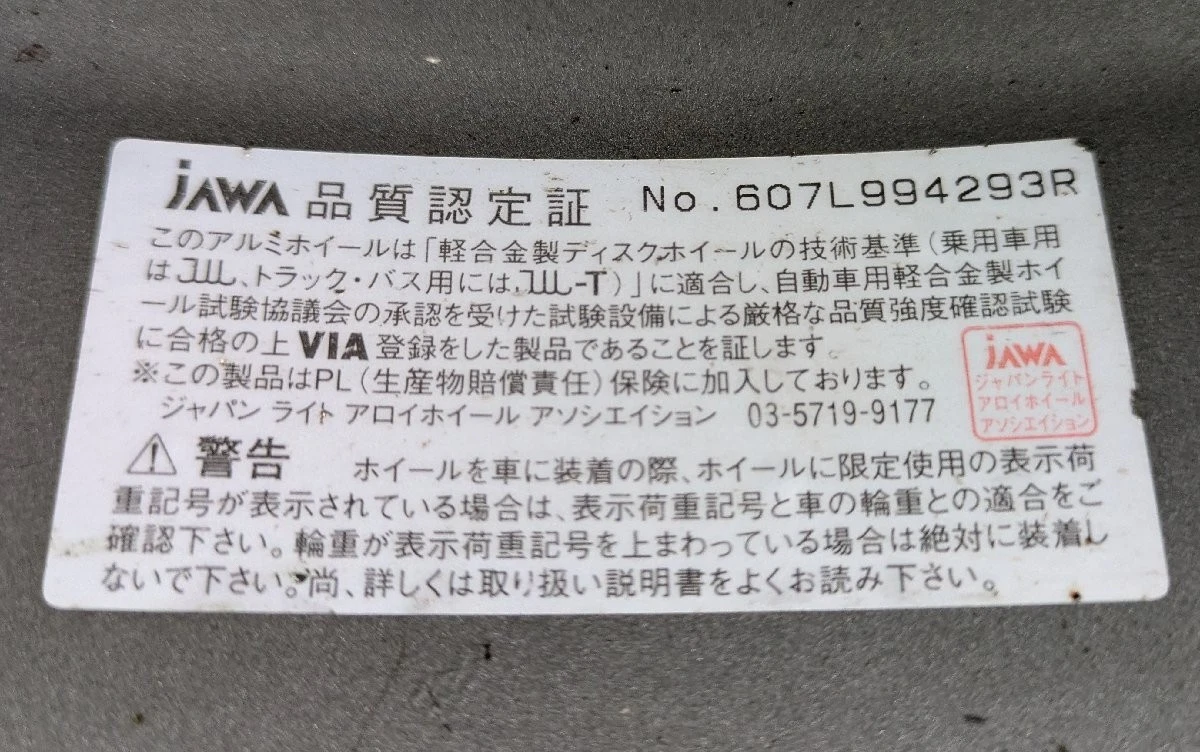 JAWA 品質認定証 No.607L994293R
このアルミホイールは「軽合金製ディスクホイールの技術基準(乗用車用
はJWL、トラック・バス用にはJWL-T)」に適合し、自動車用軽合金製ホイ
ール試験協議会の承認を受けた試験設備による厳格な品質強度確認試験
に合格の上VIA登録をした製品であることを証します。
※この製品はPL(生産物賠償責任)保険に加入しております。
ジャパン ライト アロイホイール アソシエイション 03-5719-9177
JAWA
ジャパンライト
アロイホイール
アソシエイション
警告 ホイールを車に装着の際、ホイールに限定使用の表示荷
重記号が表示されている場合は、表示荷重記号と車の輪重との適合をご
確認下さい。輪重が表示荷重記号を上まわっている場合は絶対に装着し
ないで下さい。尚、詳しくは取り扱い説明書をよくお読み下さい。